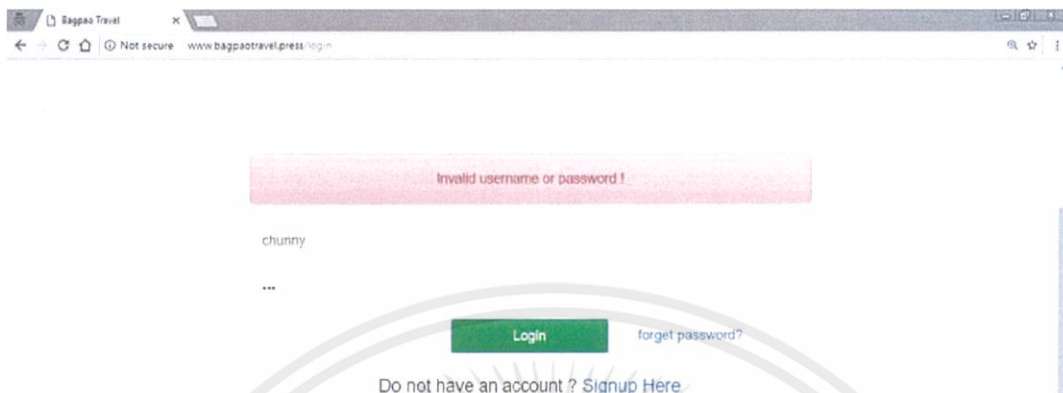 Bagpao Travel
Not secure www.bagpaotravel.press/login
Invalid username or password !
chunny
•••
Login forget password?
Do not have an account ? Signup Here